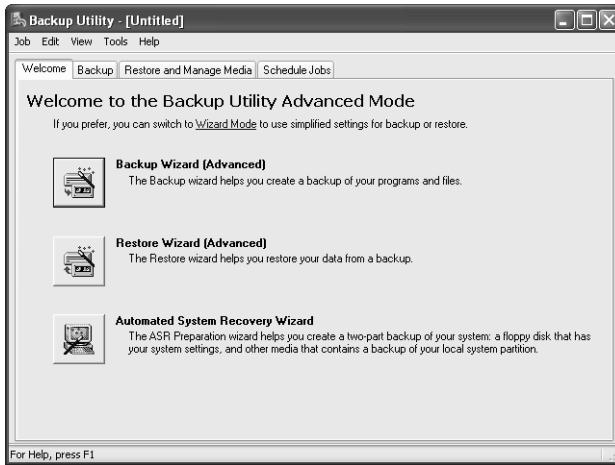 Backup Utility - [Untitled]
Job Edit View Tools Help
Welcome Backup Restore and Manage Media Schedule Jobs
Welcome to the Backup Utility Advanced Mode
If you prefer, you can switch to Wizard Mode to use simplified settings for backup or restore.
Backup Wizard (Advanced)
The Backup wizard helps you create a backup of your programs and files.
Restore Wizard (Advanced)
The Restore wizard helps you restore your data from a backup.
Automated System Recovery Wizard
The ASR Preparation wizard helps you create a two-part backup of your system: a floppy disk that has
your system settings, and other media that contains a backup of your local system partition.
For Help, press F1